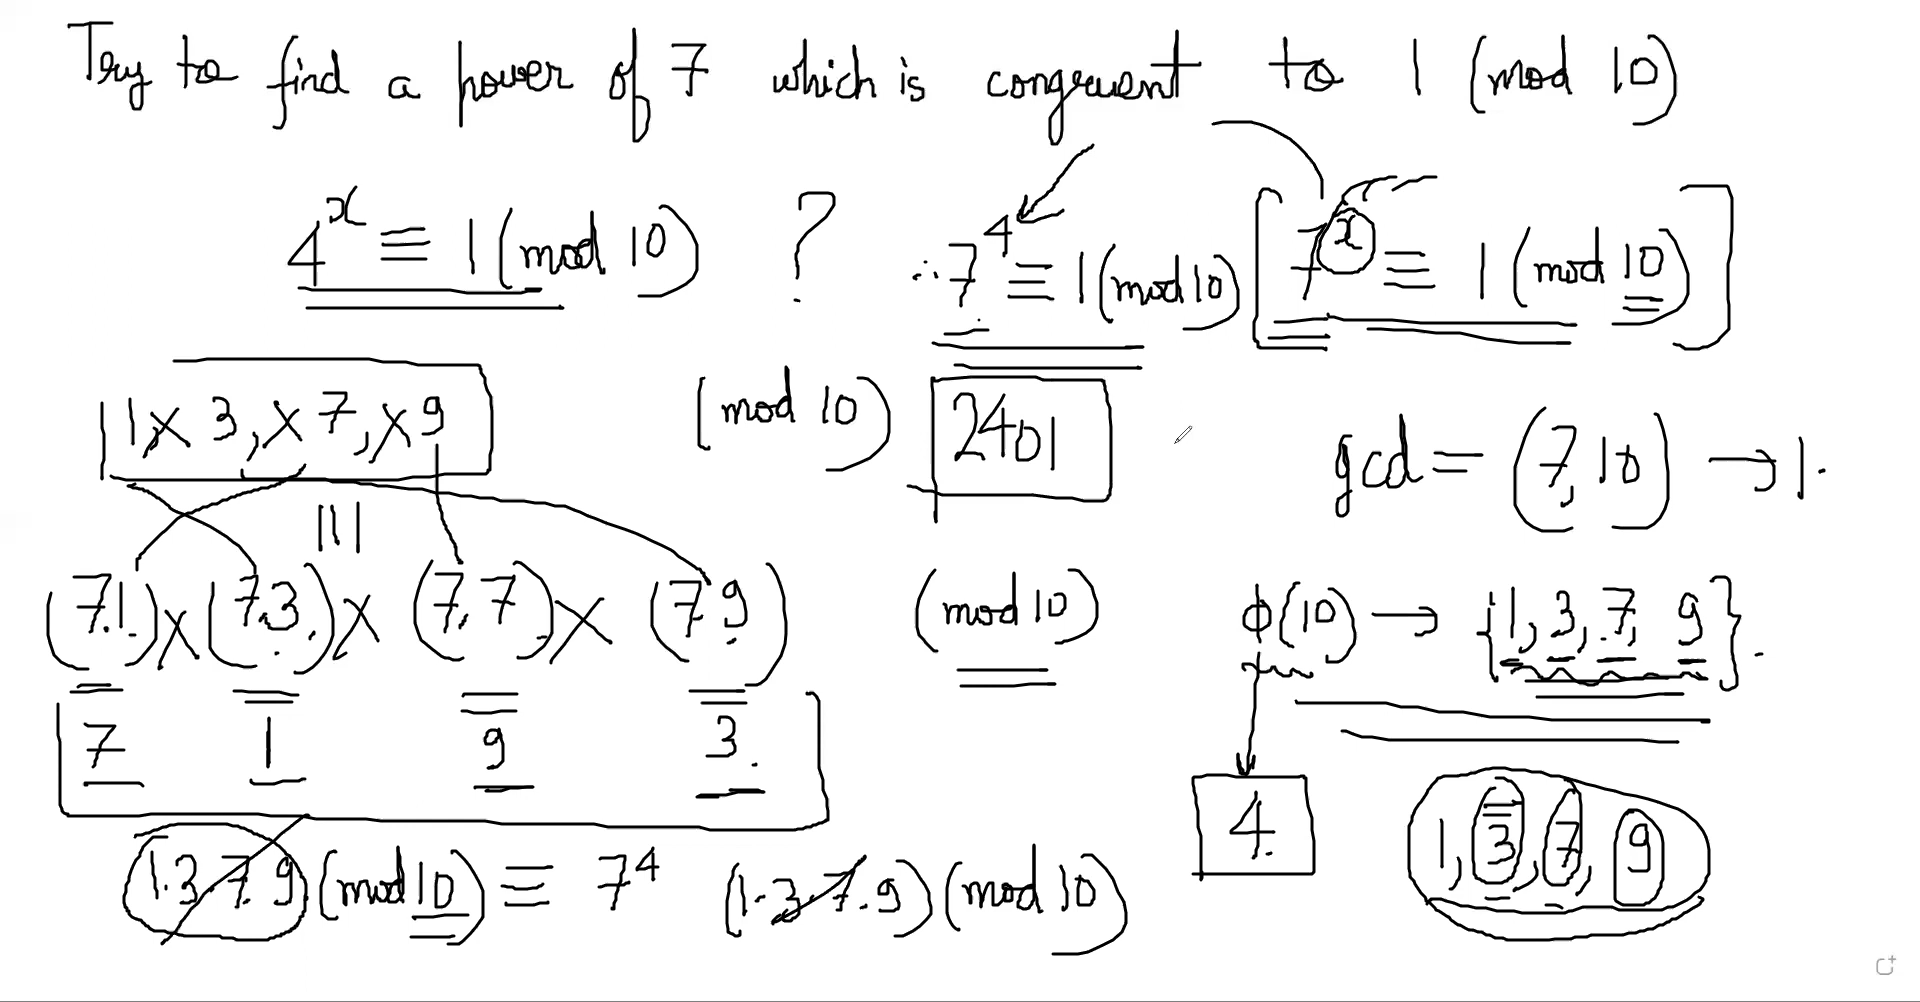 Try to find a power of 7 which is congruent to 1 (mod 10)
4^x ≡ 1 (mod 10) ?
∴ 7^4 ≡ 1 (mod 10) [7^x ≡ 1 (mod 10)]
1, × 3, × 7, × 9 (mod 10) 2401
gcd = (7, 10) → 1.
(7.1.) × (7.3.) × (7.7) × (7.9) (mod 10)
φ(10) → {1, 3, 7, 9}.
7 1 9 3.
4.
1, 3, 7, 9
1.3.7.9 (mod 10) ≡ 7^4 (1.3.7.9) (mod 10)